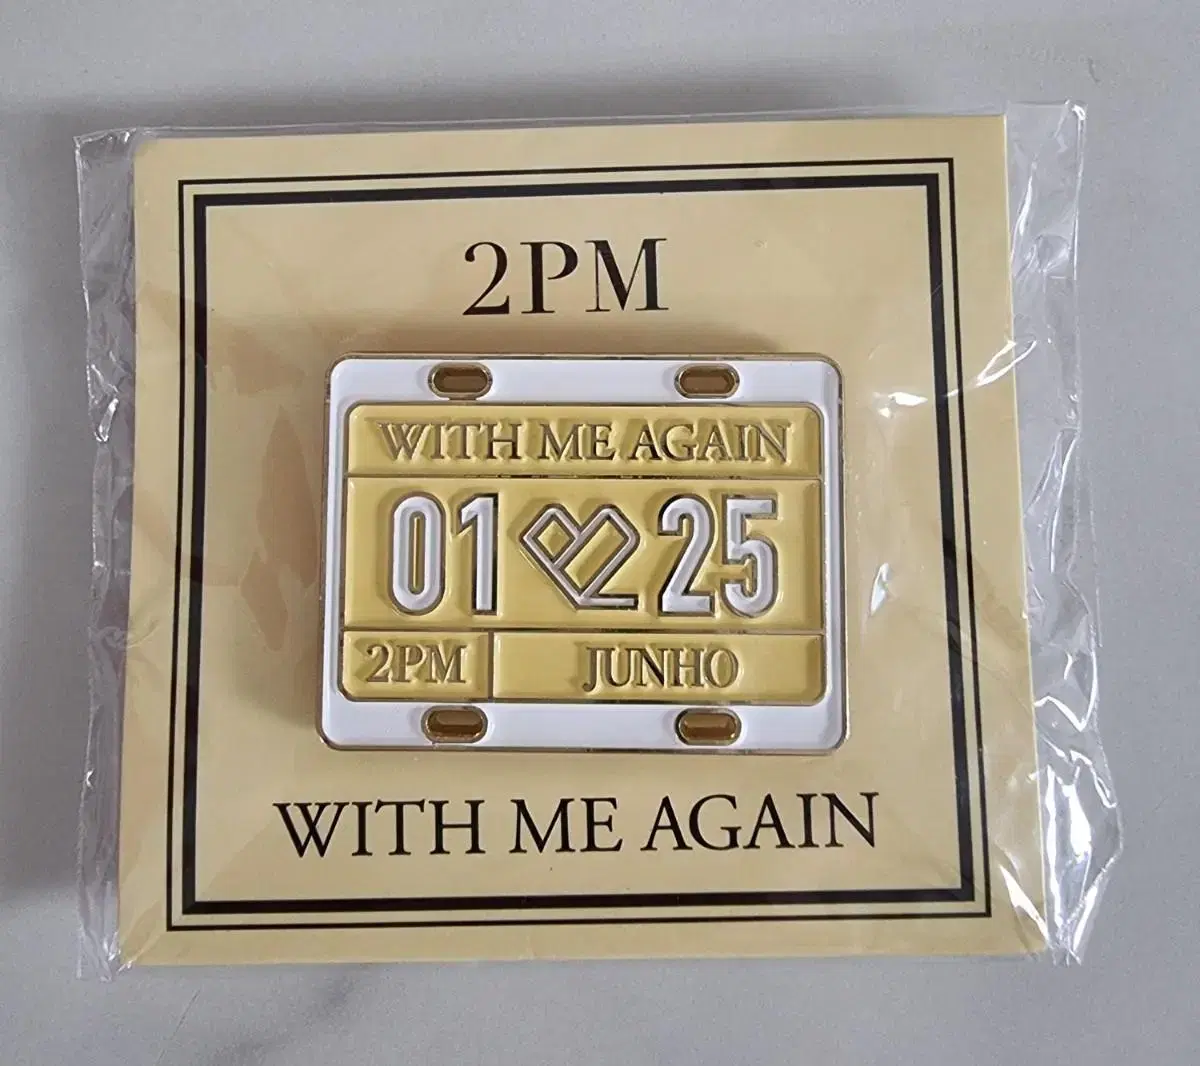 2PM
WITH ME AGAIN
01 25
2PM JUNHO
WITH ME AGAIN